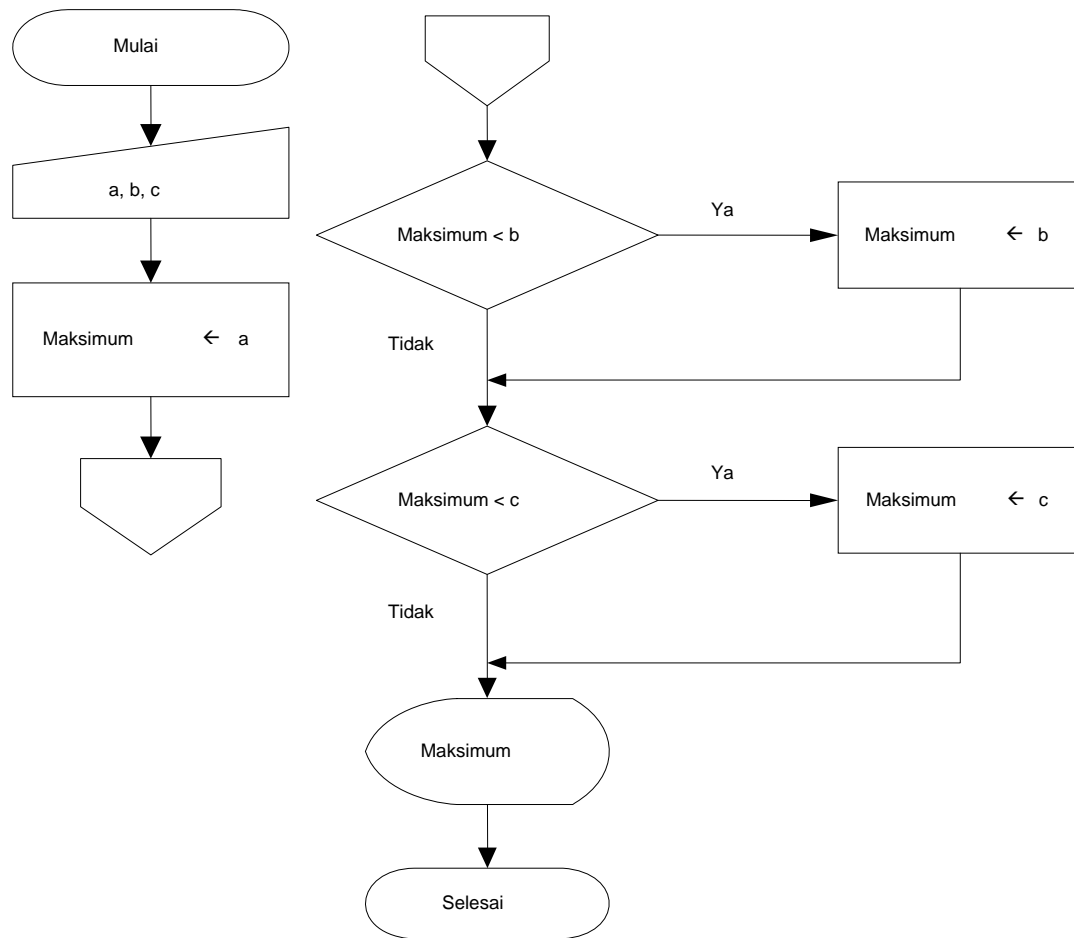 Mulai
a, b, c
Maksimum ← a
Maksimum < b
Ya
Maksimum ← b
Tidak
Maksimum < c
Ya
Maksimum ← c
Tidak
Maksimum
Selesai